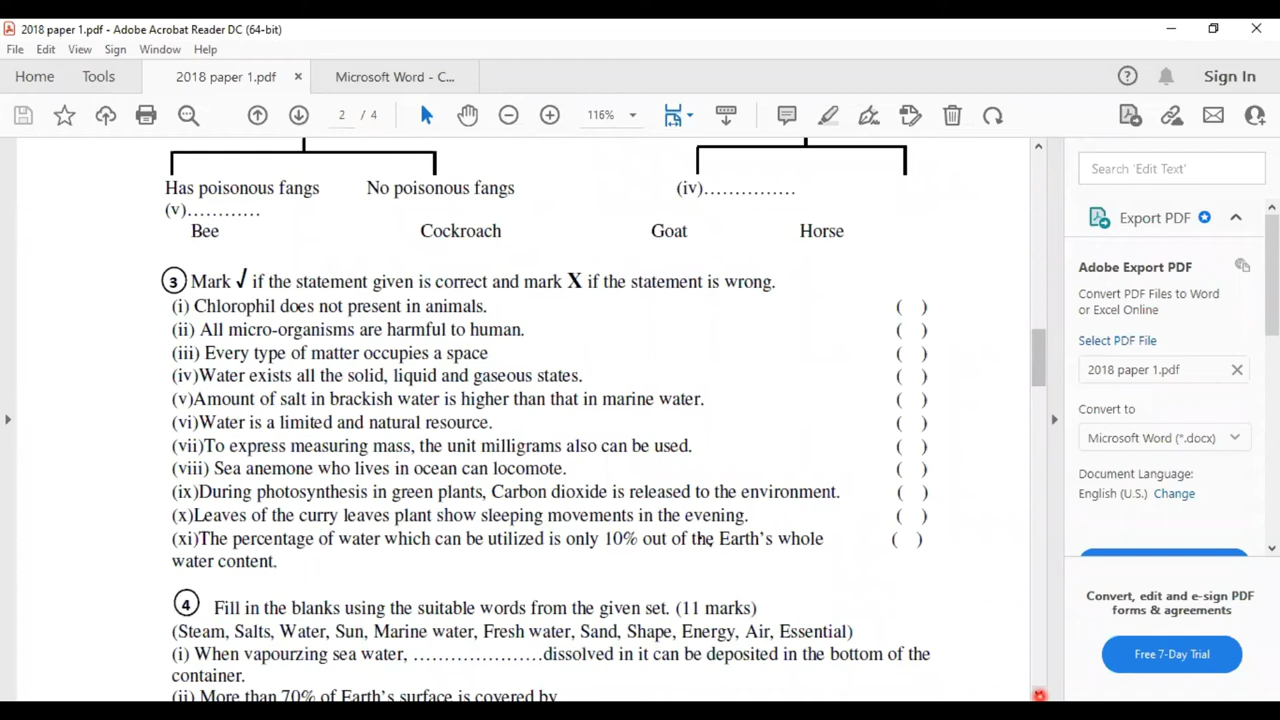 2018 paper 1.pdf - Adobe Acrobat Reader DC (64-bit)
File Edit View Sign Window Help
Home Tools 2018 paper 1.pdf × Microsoft Word - C... Sign In
2 / 4 116%
Has poisonous fangs No poisonous fangs (iv)...............
(v)............
Bee Cockroach Goat Horse
3 Mark ✓ if the statement given is correct and mark X if the statement is wrong.
(i) Chlorophil does not present in animals. ( )
(ii) All micro-organisms are harmful to human. ( )
(iii) Every type of matter occupies a space ( )
(iv)Water exists all the solid, liquid and gaseous states. ( )
(v)Amount of salt in brackish water is higher than that in marine water. ( )
(vi)Water is a limited and natural resource. ( )
(vii)To express measuring mass, the unit milligrams also can be used. ( )
(viii) Sea anemone who lives in ocean can locomote. ( )
(ix)During photosynthesis in green plants, Carbon dioxide is released to the environment. ( )
(x)Leaves of the curry leaves plant show sleeping movements in the evening. ( )
(xi)The percentage of water which can be utilized is only 10% out of the Earth's whole ( )
water content.
4 Fill in the blanks using the suitable words from the given set. (11 marks)
(Steam, Salts, Water, Sun, Marine water, Fresh water, Sand, Shape, Energy, Air, Essential)
(i) When vapourzing sea water, .....................dissolved in it can be deposited in the bottom of the
container.
(ii) More than 70% of Earth's surface is covered by
Search 'Edit Text'
Export PDF
Adobe Export PDF
Convert PDF Files to Word
or Excel Online
Select PDF File
2018 paper 1.pdf ×
Convert to
Microsoft Word (*.docx)
Document Language:
English (U.S.) Change
Convert, edit and e-sign PDF
forms & agreements
Free 7-Day Trial